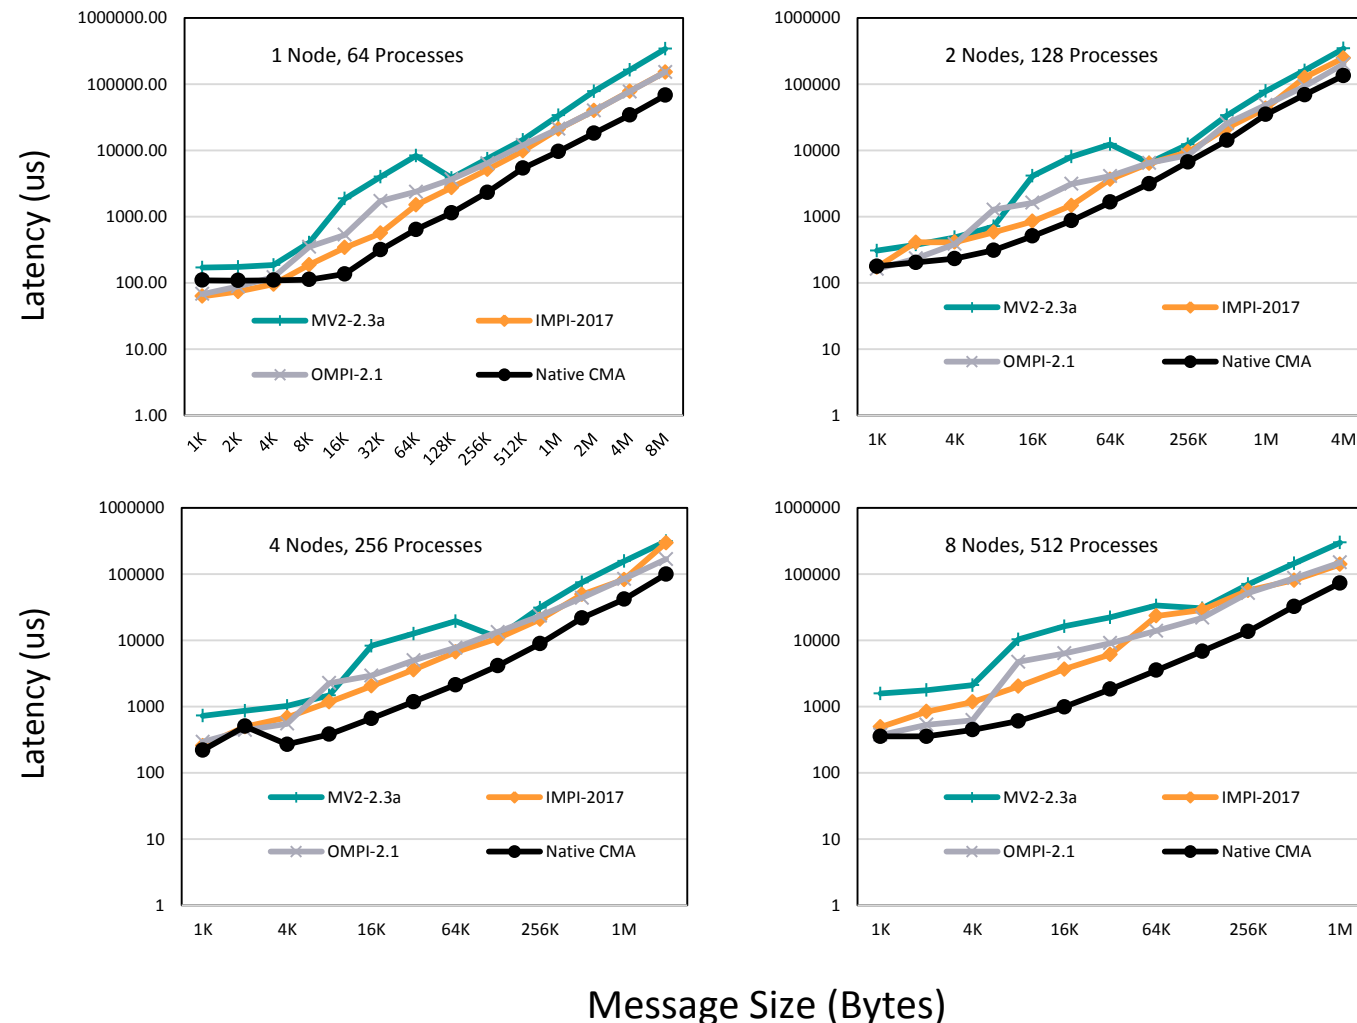 1 Node, 64 Processes
Latency (us)
1000000.00
100000.00
10000.00
1000.00
100.00
10.00
1.00
MV2-2.3a
IMPI-2017
OMPI-2.1
Native CMA
1K 2K 4K 8K 16K 32K 64K 128K 256K 512K 1M 2M 4M 8M
2 Nodes, 128 Processes
1000000
100000
10000
1000
100
10
1
MV2-2.3a
IMPI-2017
OMPI-2.1
Native CMA
1K 4K 16K 64K 256K 1M 4M
4 Nodes, 256 Processes
Latency (us)
1000000
100000
10000
1000
100
10
1
MV2-2.3a
IMPI-2017
OMPI-2.1
Native CMA
1K 4K 16K 64K 256K 1M
8 Nodes, 512 Processes
1000000
100000
10000
1000
100
10
1
MV2-2.3a
IMPI-2017
OMPI-2.1
Native CMA
1K 4K 16K 64K 256K 1M
Message Size (Bytes)